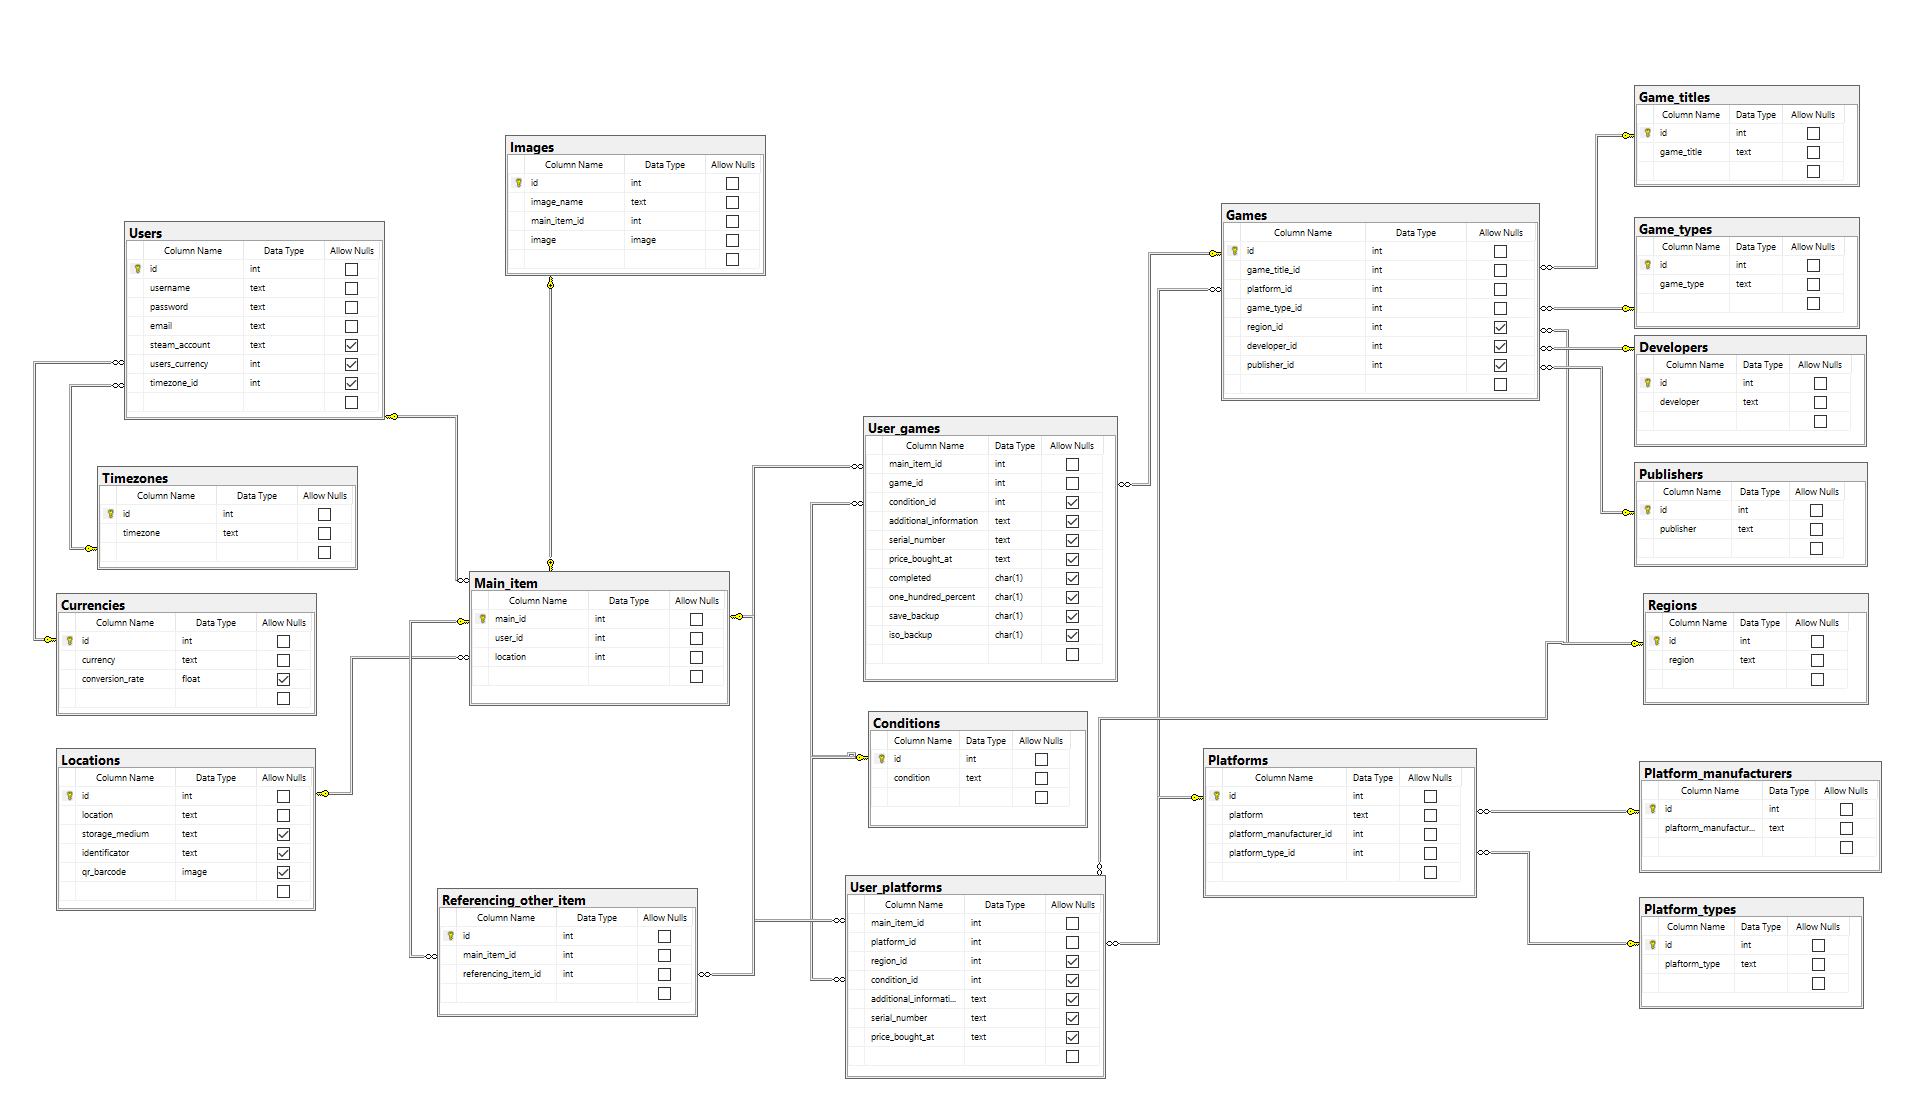 Images
Column Name Data Type Allow Nulls
id int
image_name text
main_item_id int
image image
Users
Column Name Data Type Allow Nulls
id int
username text
password text
email text
steam_account text
users_currency int
timezone_id int
Timezones
Column Name Data Type Allow Nulls
id int
timezone text
Currencies
Column Name Data Type Allow Nulls
id int
currency text
conversion_rate float
Locations
Column Name Data Type Allow Nulls
id int
location text
storage_medium text
identificator text
qr_barcode image
Main_item
Column Name Data Type Allow Nulls
main_id int
user_id int
location int
Referencing_other_item
Column Name Data Type Allow Nulls
id int
main_item_id int
referencing_item_id int
User_games
Column Name Data Type Allow Nulls
main_item_id int
game_id int
condition_id int
additional_information text
serial_number text
price_bought_at text
completed char(1)
one_hundred_percent char(1)
save_backup char(1)
iso_backup char(1)
Conditions
Column Name Data Type Allow Nulls
id int
condition text
User_platforms
Column Name Data Type Allow Nulls
main_item_id int
platform_id int
region_id int
condition_id int
additional_informati... text
serial_number text
price_bought_at text
Games
Column Name Data Type Allow Nulls
id int
game_title_id int
platform_id int
game_type_id int
region_id int
developer_id int
publisher_id int
Platforms
Column Name Data Type Allow Nulls
id int
platform text
platform_manufacturer_id int
platform_type_id int
Game_titles
Column Name Data Type Allow Nulls
id int
game_title text
Game_types
Column Name Data Type Allow Nulls
id int
game_type text
Developers
Column Name Data Type Allow Nulls
id int
developer text
Publishers
Column Name Data Type Allow Nulls
id int
publisher text
Regions
Column Name Data Type Allow Nulls
id int
region text
Platform_manufacturers
Column Name Data Type Allow Nulls
id int
plaftorm_manufactur... text
Platform_types
Column Name Data Type Allow Nulls
id int
plaftorm_type text